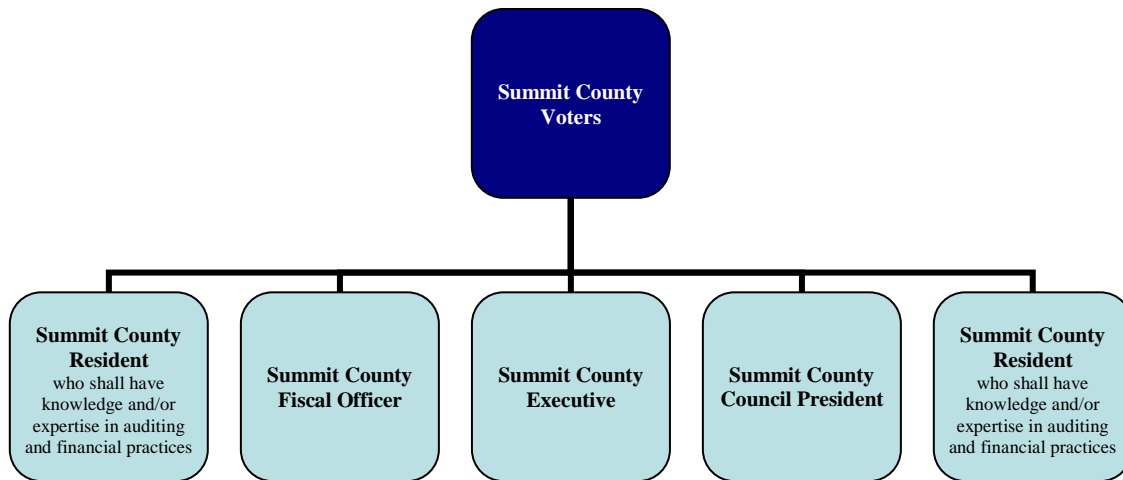 Summit County
Voters
Summit County
Resident
who shall have
knowledge and/or
expertise in auditing
and financial practices
Summit County
Fiscal Officer
Summit County
Executive
Summit County
Council President
Summit County
Resident
who shall have
knowledge and/or
expertise in auditing
and financial practices